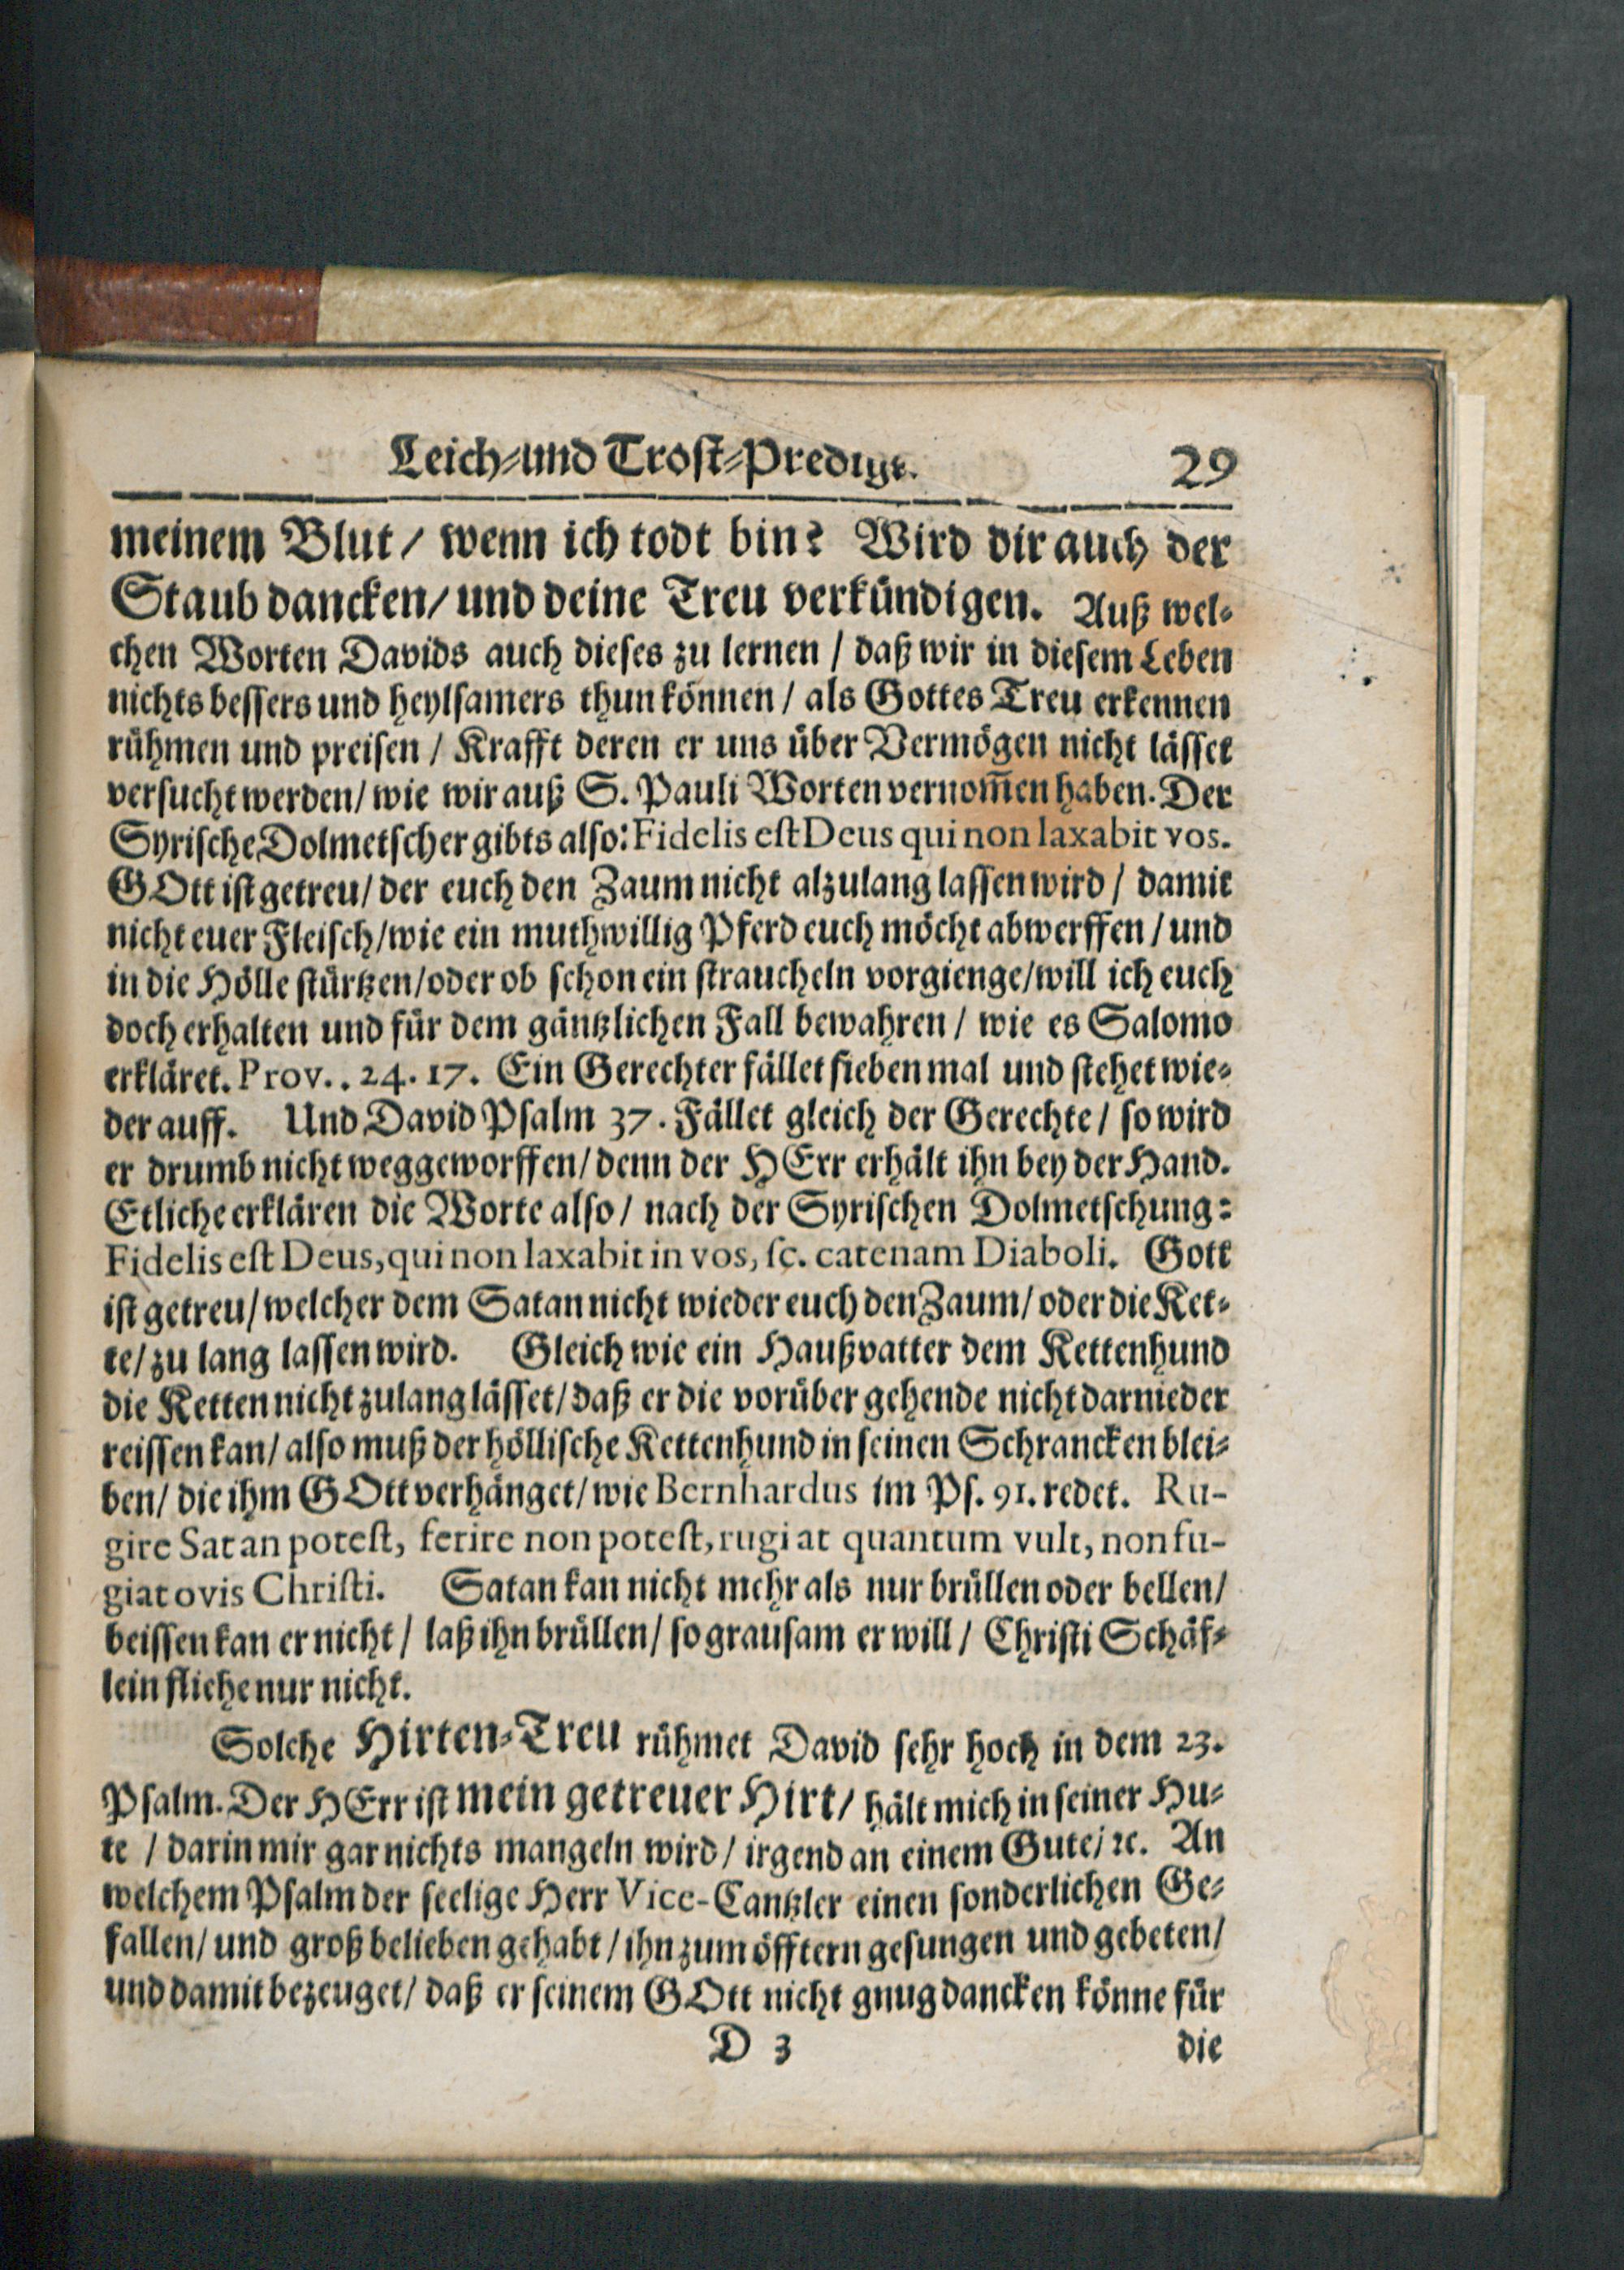 Leich-und Trost-Predigt. 29
meinem Blut / wenn ich todt bin? Wird dir auch der
Staub dancken/ und deine Treu verkündigen. Auß wel-
chen Worten Davids auch dieses zu lernen / daß wir in diesem Leben
nichts bessers und heylsamers thun können / als Gottes Treu erkennen
rühmen und preisen / Krafft deren er uns über Vermögen nicht lässet
versucht werden/ wie wir auß S. Pauli Worten vernom̃en haben. Der
Syrische Dolmetscher gibts also: Fidelis est Deus qui non laxabit vos.
GOtt ist getreu/ der euch den Zaum nicht alzulang lassen wird / damit
nicht euer Fleisch/wie ein muthwillig Pferd euch möcht abwerffen / und
in die Hölle stürtzen/oder ob schon ein straucheln vorgienge/will ich euch
doch erhalten und für dem gäntzlichen Fall bewahren / wie es Salomo
erkläret. Prov.. 24. 17. Ein Gerechter fället sieben mal und stehet wie-
der auff. Und David Psalm 37. Fället gleich der Gerechte / so wird
er drumb nicht weggeworffen/ denn der HErr erhält ihn bey der Hand.
Etliche erklären die Worte also / nach der Syrischen Dolmetschung:
Fidelis est Deus, qui non laxabit in vos, sc. catenam Diaboli. Gott
ist getreu/ welcher dem Satan nicht wieder euch den Zaum/ oder die Ket-
te/ zu lang lassen wird. Gleich wie ein Haußvatter dem Kettenhund
die Ketten nicht zulang lässet/ daß er die vorüber gehende nicht darnieder
reissen kan/ also muß der höllische Kettenhund in seinen Schrancken blei-
ben/ die ihm GOtt verhänget/ wie Bernhardus im Ps. 91. redet. Ru-
gire Satan potest, ferire non potest, rugiat quantum vult, non fu-
giat ovis Christi. Satan kan nicht mehr als nur brüllen oder bellen/
beissen kan er nicht / laß ihn brüllen/ so grausam er will / Christi Schäf-
lein fliehe nur nicht.
Solche Hirten-Treu rühmet David sehr hoch in dem 23.
Psalm. Der HErr ist mein getreuer Hirt/ hält mich in seiner Hu-
te / darin mir gar nichts mangeln wird / irgend an einem Gute/ ꝛc. An
welchem Psalm der seelige Herr Vice-Cantzler einen sonderlichen Ge-
fallen/ und groß belieben gehabt / ihn zum öfftern gesungen und gebeten/
und damit bezeuget/ daß er seinem GOtt nicht gnug dancken könne für
D 3 die